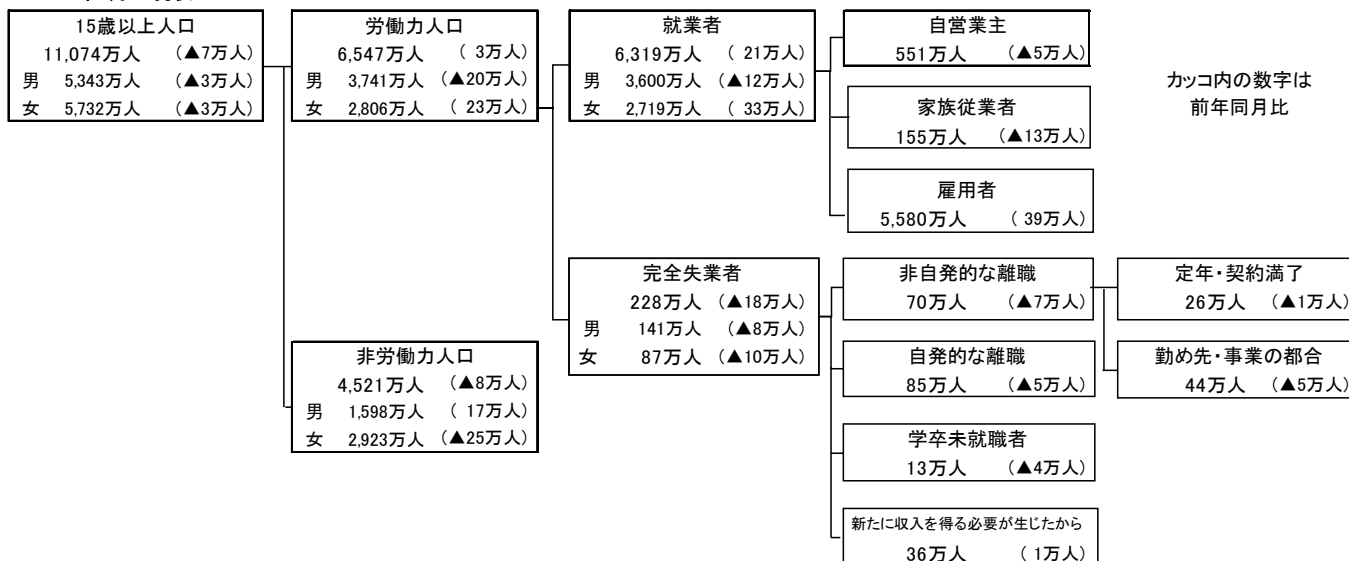 15歳以上人口
11,074万人 (▲7万人)
男 5,343万人 (▲3万人)
女 5,732万人 (▲3万人)
労働力人口
6,547万人 ( 3万人)
男 3,741万人 (▲20万人)
女 2,806万人 ( 23万人)
非労働力人口
4,521万人 (▲8万人)
男 1,598万人 ( 17万人)
女 2,923万人 (▲25万人)
就業者
6,319万人 ( 21万人)
男 3,600万人 (▲12万人)
女 2,719万人 ( 33万人)
完全失業者
228万人 (▲18万人)
男 141万人 (▲8万人)
女 87万人 (▲10万人)
自営業主
551万人 (▲5万人)
家族従業者
155万人 (▲13万人)
雇用者
5,580万人 ( 39万人)
非自発的な離職
70万人 (▲7万人)
自発的な離職
85万人 (▲5万人)
学卒未就職者
13万人 (▲4万人)
新たに収入を得る必要が生じたから
36万人 ( 1万人)
定年・契約満了
26万人 (▲1万人)
勤め先・事業の都合
44万人 (▲5万人)
カッコ内の数字は
前年同月比